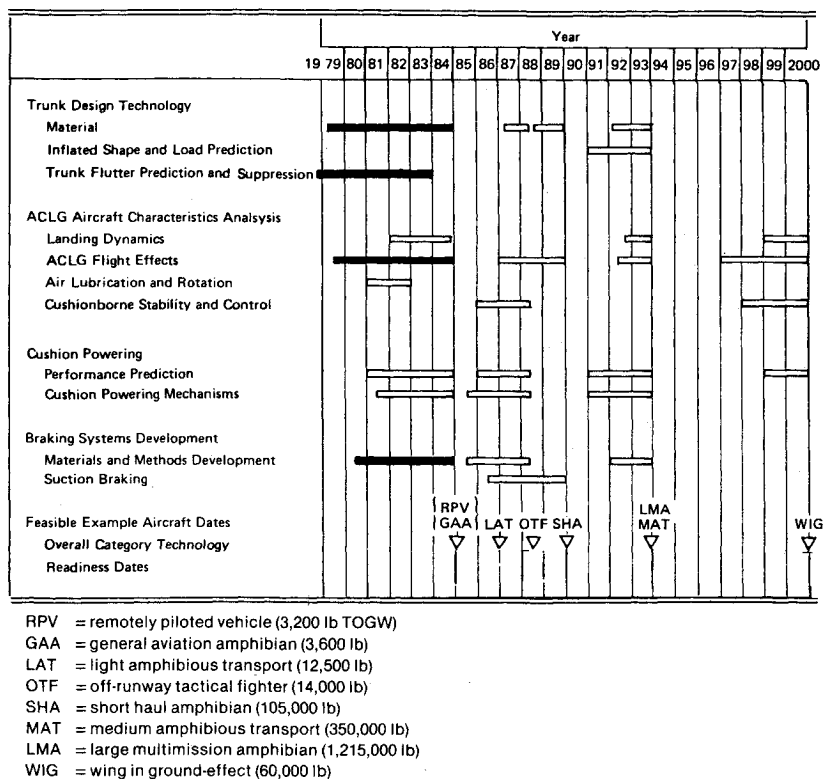 Year
19 79 80 81 82 83 84 85 86 87 88 89 90 91 92 93 94 95 96 97 98 99 2000
Trunk Design Technology
Material
Inflated Shape and Load Prediction
Trunk Flutter Prediction and Suppression
ACLG Aircraft Characteristics Analysis
Landing Dynamics
ACLG Flight Effects
Air Lubrication and Rotation
Cushionborne Stability and Control
Cushion Powering
Performance Prediction
Cushion Powering Mechanisms
Braking Systems Development
Materials and Methods Development
Suction Braking
Feasible Example Aircraft Dates
Overall Category Technology
Readiness Dates
RPV
GAA
LAT OTF SHA
LMA
MAT
WIG
RPV = remotely piloted vehicle (3,200 lb TOGW)
GAA = general aviation amphibian (3,600 lb)
LAT = light amphibious transport (12,500 lb)
OTF = off-runway tactical fighter (14,000 lb)
SHA = short haul amphibian (105,000 lb)
MAT = medium amphibious transport (350,000 lb)
LMA = large multimission amphibian (1,215,000 lb)
WIG = wing in ground-effect (60,000 lb)